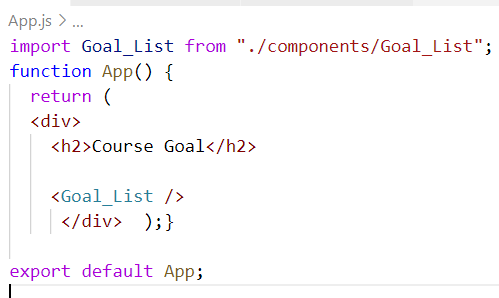 App.js > ...
import Goal_List from "./components/Goal_List";
function App() {
return (
<div>
<h2>Course Goal</h2>
<Goal_List />
</div>  );}
export default App;